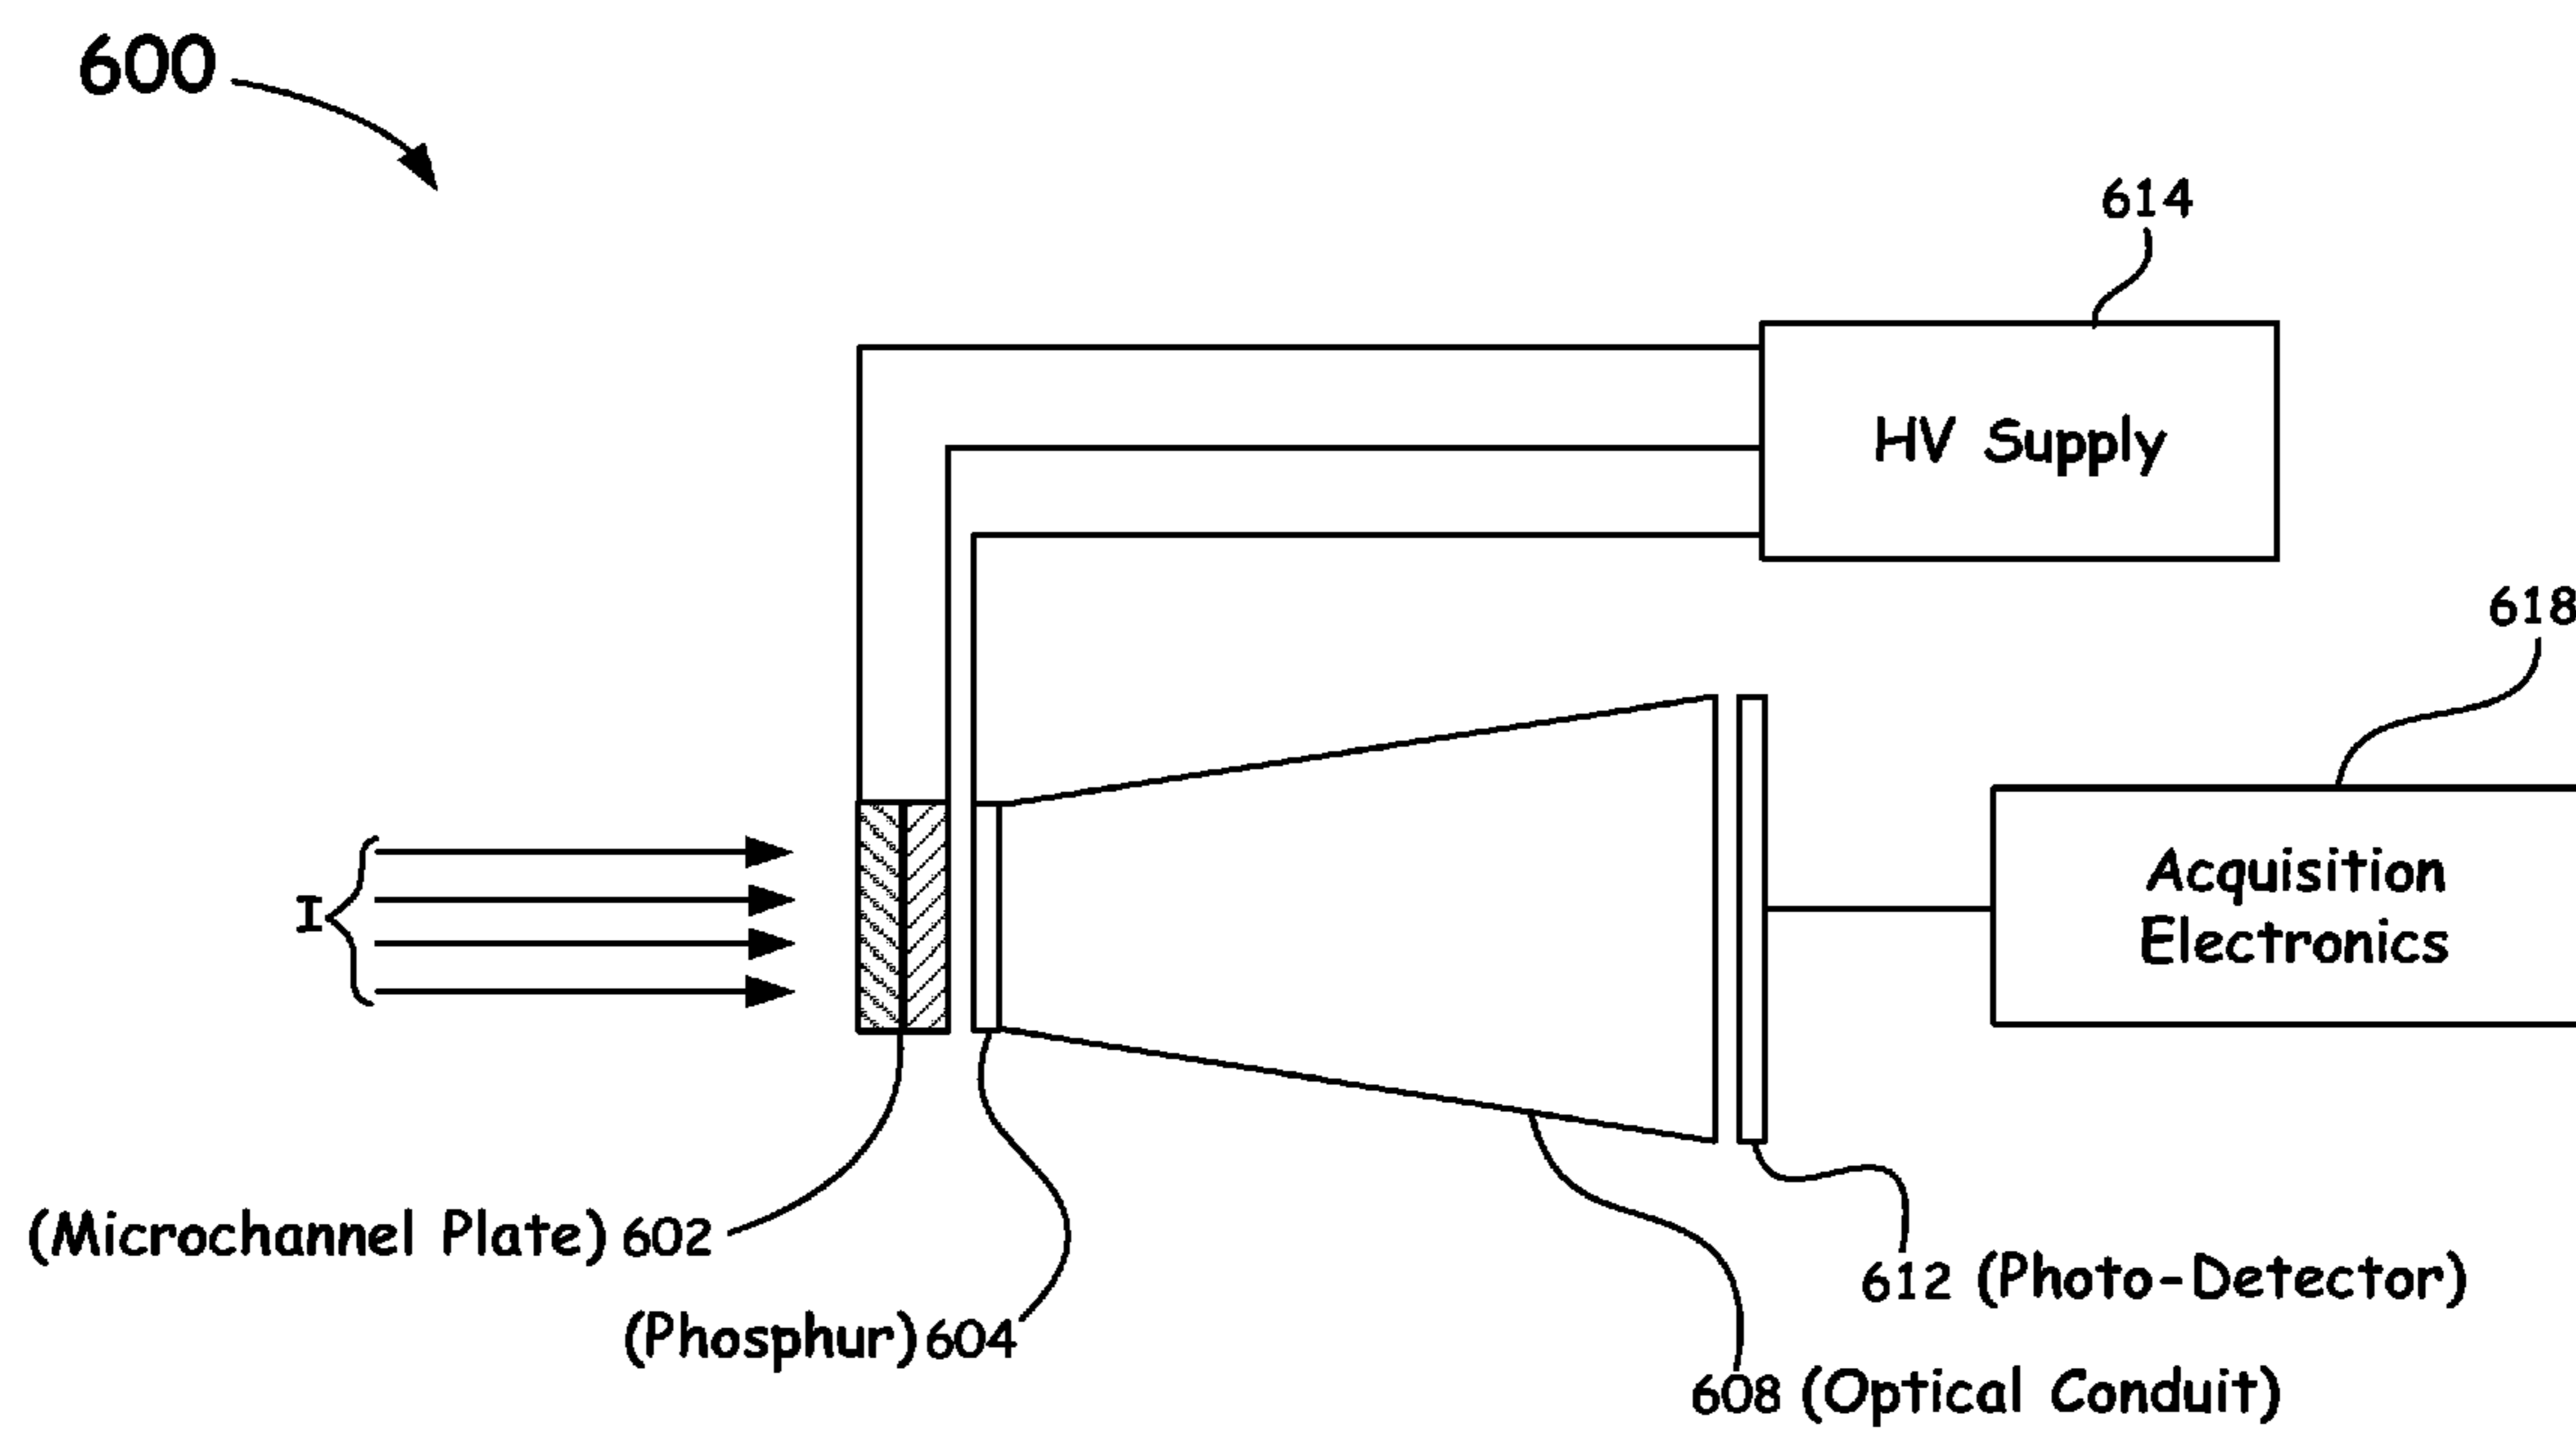 600
614
HV Supply
618
I
Acquisition
Electronics
(Microchannel Plate) 602
612 (Photo-Detector)
(Phosphur) 604
608 (Optical Conduit)